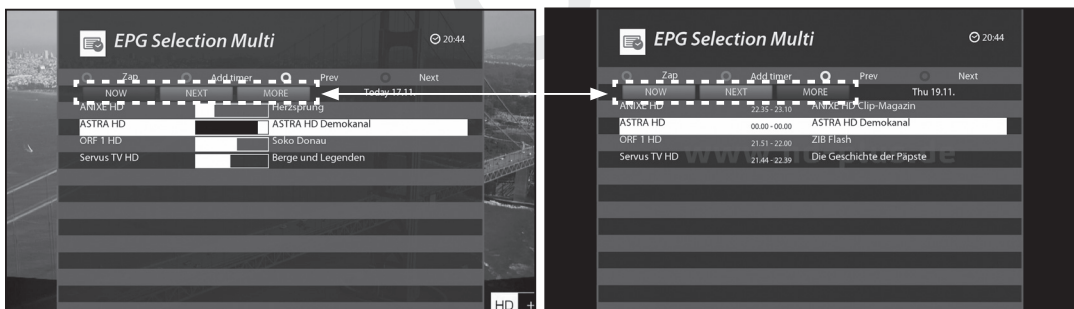 EPG Selection Multi 20:44
Zap Add timer Prev Next
NOW NEXT MORE Today 17.11.
ANIXE HD Herzsprung
ASTRA HD ASTRA HD Demokanal
ORF 1 HD Soko Donau
Servus TV HD Berge und Legenden
HD +
EPG Selection Multi 20:44
Zap Add timer Prev Next
NOW NEXT MORE Thu 19.11.
ANIXE HD 22.35 - 23.10 ANIXE HD Clip-Magazin
ASTRA HD 00.00 - 00.00 ASTRA HD Demokanal
ORF 1 HD 21.51 - 22.00 ZIB Flash
Servus TV HD 21.44 - 22.39 Die Geschichte der Päpste